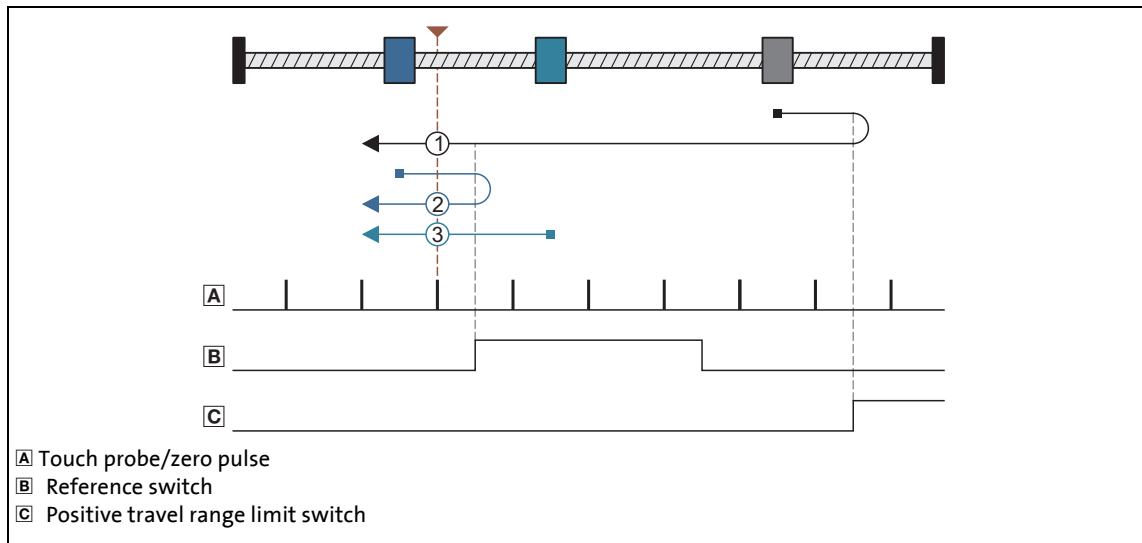 1
2
3
A
B
C
A Touch probe/zero pulse
B Reference switch
C Positive travel range limit switch